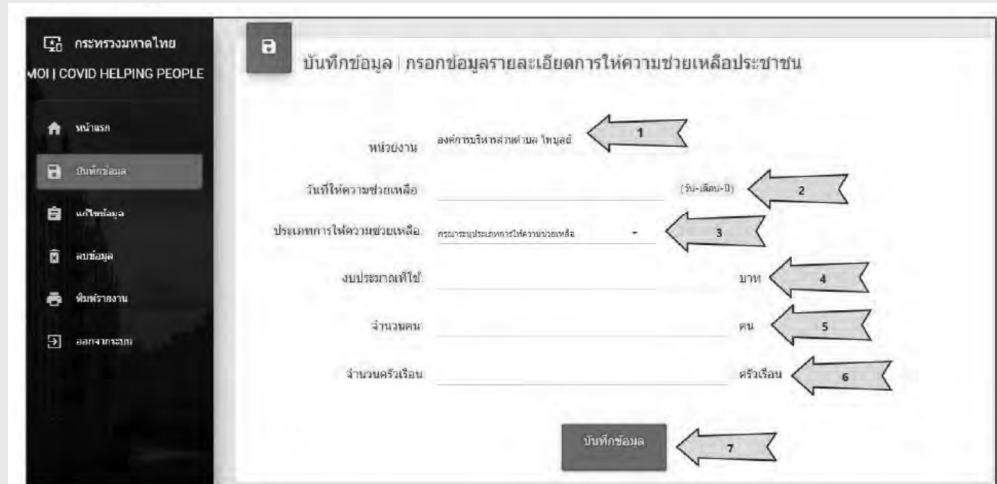 กระทรวงมหาดไทย
MOI | COVID HELPING PEOPLE
หน้าแรก
บันทึกข้อมูล
แก้ไขข้อมูล
ลบข้อมูล
พิมพ์รายงาน
ออกจากระบบ
บันทึกข้อมูล | กรอกข้อมูลรายละเอียดการให้ความช่วยเหลือประชาชน
หน่วยงาน องค์การบริหารส่วนตำบล ไพบูลย์ 1
วันที่ให้ความช่วยเหลือ (วัน-เดือน-ปี) 2
ประเภทการให้ความช่วยเหลือ กรุณาระบุประเภทการให้ความช่วยเหลือ 3
งบประมาณที่ใช้ บาท 4
จำนวนคน คน 5
จำนวนครัวเรือน ครัวเรือน 6
บันทึกข้อมูล 7